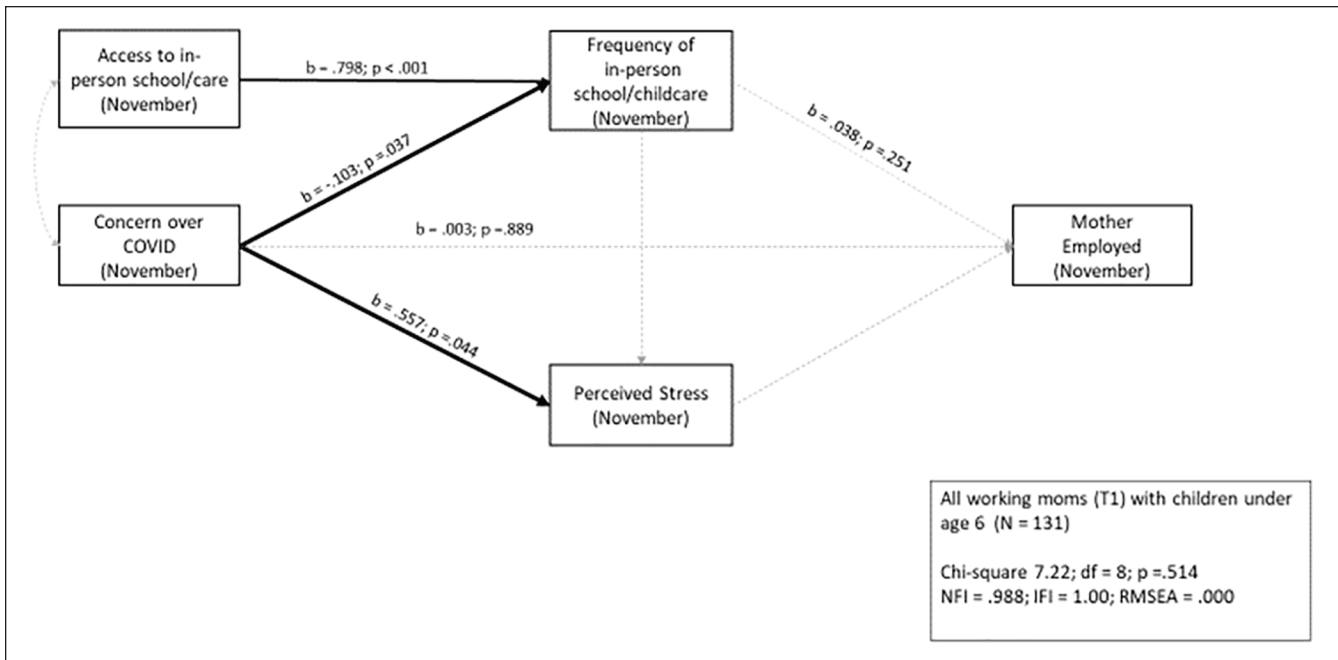 Access to in-
person school/care
(November)
b = .798; p < .001
Frequency of
in-person
school/childcare
(November)
b = -.103; p =.037
b = .038; p =.251
Concern over
COVID
(November)
b = .003; p =.889
Mother
Employed
(November)
b = .557; p =.044
Perceived Stress
(November)
All working moms (T1) with children under
age 6 (N = 131)
Chi-square 7.22; df = 8; p =.514
NFI = .988; IFI = 1.00; RMSEA = .000